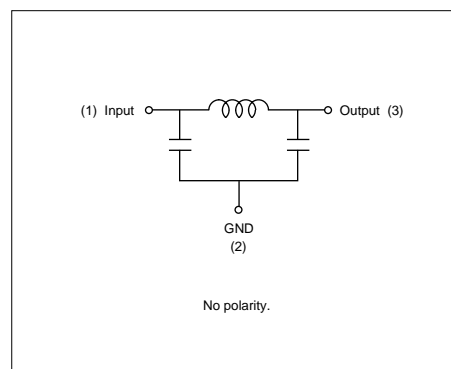 (1) Input
Output (3)
GND
(2)
No polarity.